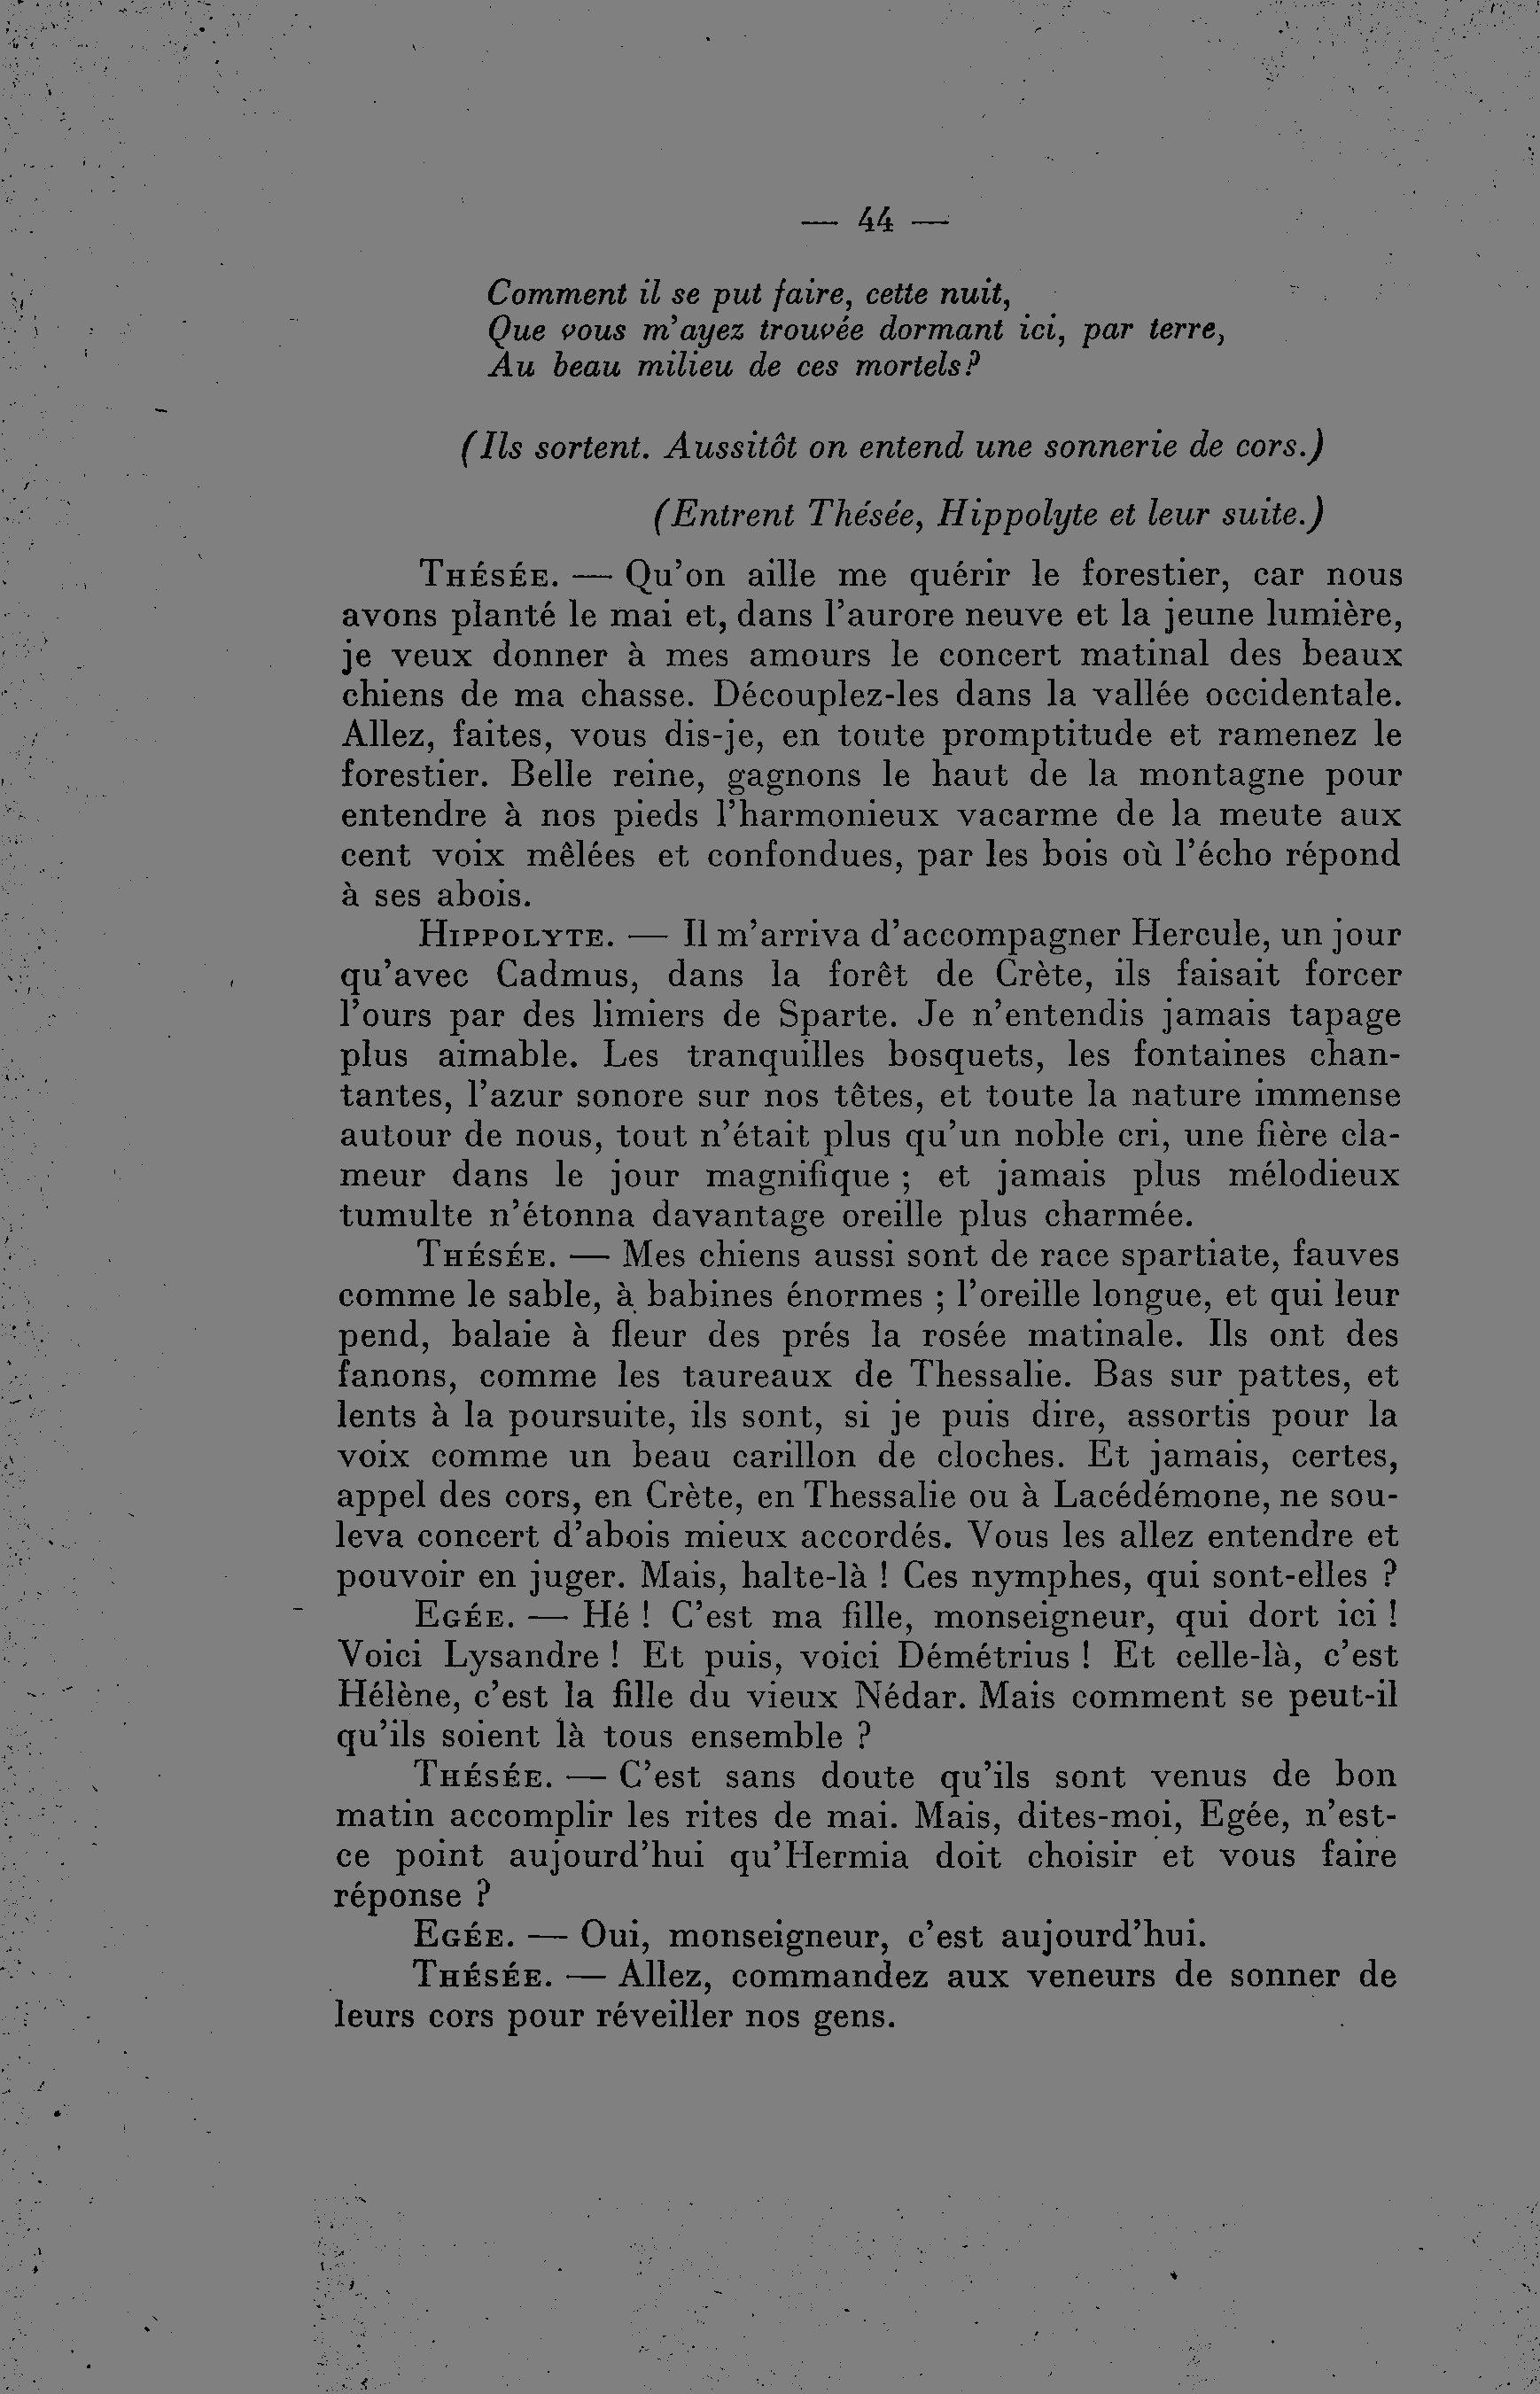 — 44 —
Comment il se put faire, cette nuit,
Que vous m'ayez trouvée dormant ici, par terre,
Au beau milieu de ces mortels?
(Ils sortent. Aussitôt on entend une sonnerie de cors.)
(Entrent Thésée, Hippolyte et leur suite.)
THÉSÉE. — Qu'on aille me quérir le forestier, car nous
avons planté le mai et, dans l'aurore neuve et la jeune lumière,
je veux donner à mes amours le concert matinal des beaux
chiens de ma chasse. Découplez-les dans la vallée occidentale.
Allez, faites, vous dis-je, en toute promptitude et ramenez le
forestier. Belle reine, gagnons le haut de la montagne pour
entendre à nos pieds l'harmonieux vacarme de la meute aux
cent voix mêlées et confondues, par les bois où l'écho répond
à ses abois.
HIPPOLYTE. — Il m'arriva d'accompagner Hercule, un jour
qu'avec Cadmus, dans la forêt de Crète, ils faisait forcer
l'ours par des limiers de Sparte. Je n'entendis jamais tapage
plus aimable. Les tranquilles bosquets, les fontaines chan-
tantes, l'azur sonore sur nos têtes, et toute la nature immense
autour de nous, tout n'était plus qu'un noble cri, une fière cla-
meur dans le jour magnifique ; et jamais plus mélodieux
tumulte n'étonna davantage oreille plus charmée.
THÉSÉE. — Mes chiens aussi sont de race spartiate, fauves
comme le sable, à babines énormes ; l'oreille longue, et qui leur
pend, balaie à fleur des prés la rosée matinale. Ils ont des
fanons, comme les taureaux de Thessalie. Bas sur pattes, et
lents à la poursuite, ils sont, si je puis dire, assortis pour la
voix comme un beau carillon de cloches. Et jamais, certes,
appel des cors, en Crète, en Thessalie ou à Lacédémone, ne sou-
leva concert d'abois mieux accordés. Vous les allez entendre et
pouvoir en juger. Mais, halte-là ! Ces nymphes, qui sont-elles ?
EGÉE. — Hé ! C'est ma fille, monseigneur, qui dort ici !
Voici Lysandre ! Et puis, voici Démétrius ! Et celle-là, c'est
Hélène, c'est la fille du vieux Nédar. Mais comment se peut-il
qu'ils soient là tous ensemble ?
THÉSÉE. — C'est sans doute qu'ils sont venus de bon
matin accomplir les rites de mai. Mais, dites-moi, Egée, n'est-
ce point aujourd'hui qu'Hermia doit choisir et vous faire
réponse ?
EGÉE. — Oui, monseigneur, c'est aujourd'hui.
THÉSÉE. — Allez, commandez aux veneurs de sonner de
leurs cors pour réveiller nos gens.